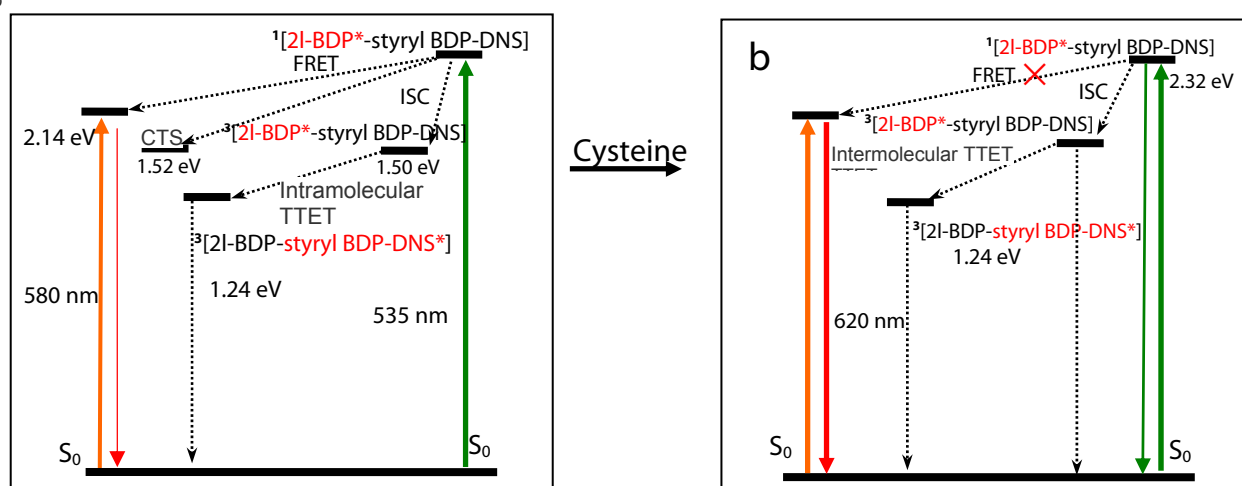 ¹[2I-BDP*-styryl BDP-DNS]
FRET
ISC
2.14 eV
CTS
³[2I-BDP*-styryl BDP-DNS]
1.52 eV
1.50 eV
Intramolecular
TTET
³[2I-BDP-styryl BDP-DNS*]
1.24 eV
580 nm
535 nm
S₀
S₀
Cysteine
b
¹[2I-BDP*-styryl BDP-DNS]
FRET
2.32 eV
ISC
³[2I-BDP*-styryl BDP-DNS]
Intermolecular TTET
³[2I-BDP-styryl BDP-DNS*]
1.24 eV
620 nm
S₀
S₀